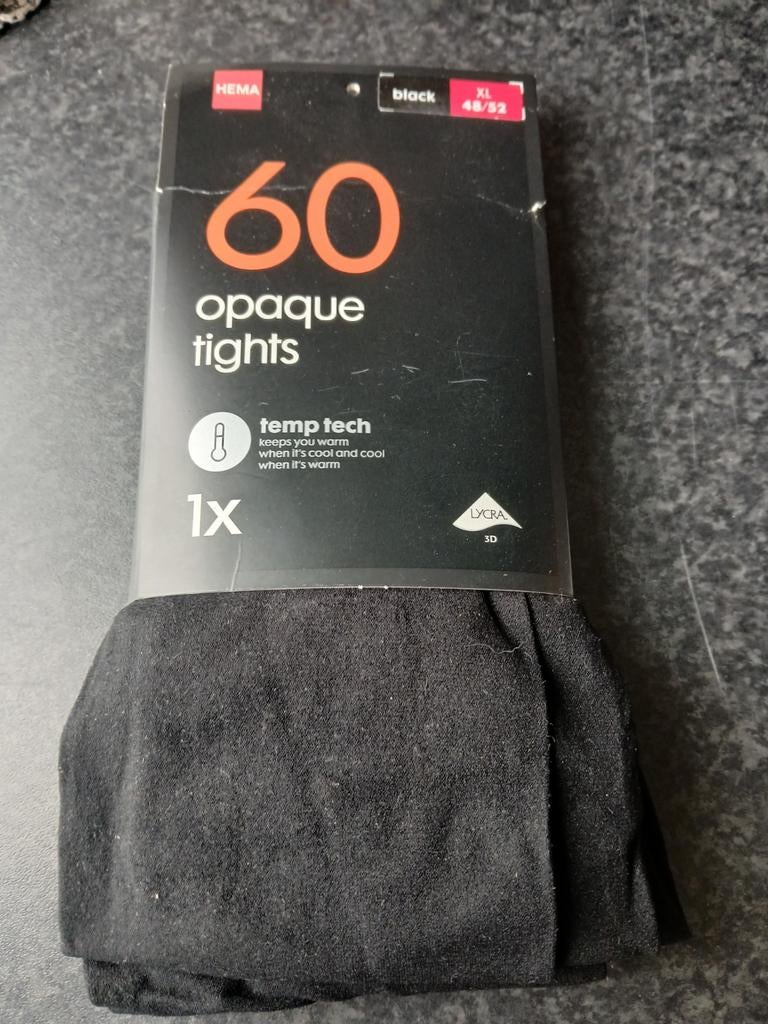 HEMA
black
XL
48/52
60
opaque
tights
temp tech
keeps you warm
when it's cool and cool
when it's warm
1x
LYCRA
3D